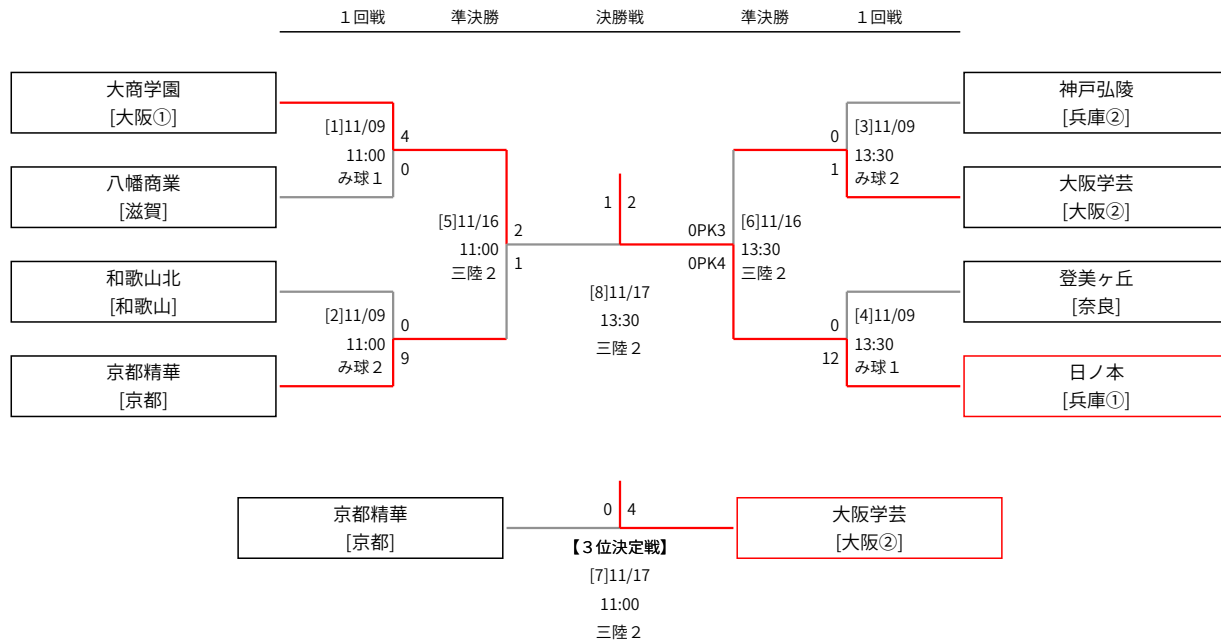 １回戦 準決勝 決勝戦 準決勝 １回戦
大商学園
[大阪①]
[1]11/09
11:00
み球１
4
0
八幡商業
[滋賀]
[5]11/16
11:00
三陸２
2
1
和歌山北
[和歌山]
[2]11/09
11:00
み球２
0
9
京都精華
[京都]
1 2
[8]11/17
13:30
三陸２
神戸弘陵
[兵庫②]
0
1
[3]11/09
13:30
み球２
大阪学芸
[大阪②]
0PK3
0PK4
[6]11/16
13:30
三陸２
登美ヶ丘
[奈良]
0
12
[4]11/09
13:30
み球１
日ノ本
[兵庫①]
京都精華
[京都]
0 4
大阪学芸
[大阪②]
【３位決定戦】
[7]11/17
11:00
三陸２